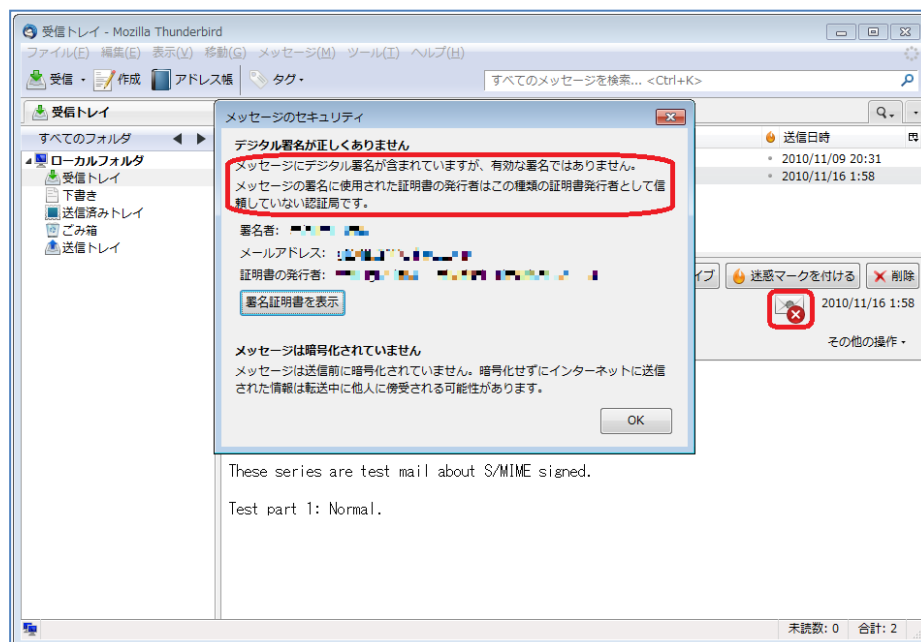 受信トレイ - Mozilla Thunderbird
ファイル(F) 編集(E) 表示(V) 移動(G) メッセージ(M) ツール(T) ヘルプ(H)
受信 作成 アドレス帳 タグ すべてのメッセージを検索... <Ctrl+K>
受信トレイ
すべてのフォルダ
ローカルフォルダ
受信トレイ
下書き
送信済みトレイ
ごみ箱
送信トレイ
送信日時
2010/11/09 20:31
2010/11/16 1:58
メッセージのセキュリティ
デジタル署名が正しくありません
メッセージにデジタル署名が含まれていますが、有効な署名ではありません。
メッセージの署名に使用された証明書の発行者はこの種類の証明書発行者として信
頼していない認証局です。
署名者:
メールアドレス:
証明書の発行者:
署名証明書を表示
メッセージは暗号化されていません
メッセージは送信前に暗号化されていません。暗号化せずにインターネットに送信
された情報は転送中に他人に傍受される可能性があります。
OK
イブ 迷惑マークを付ける 削除
2010/11/16 1:58
その他の操作
These series are test mail about S/MIME signed.
Test part 1: Normal.
未読数: 0 合計: 2